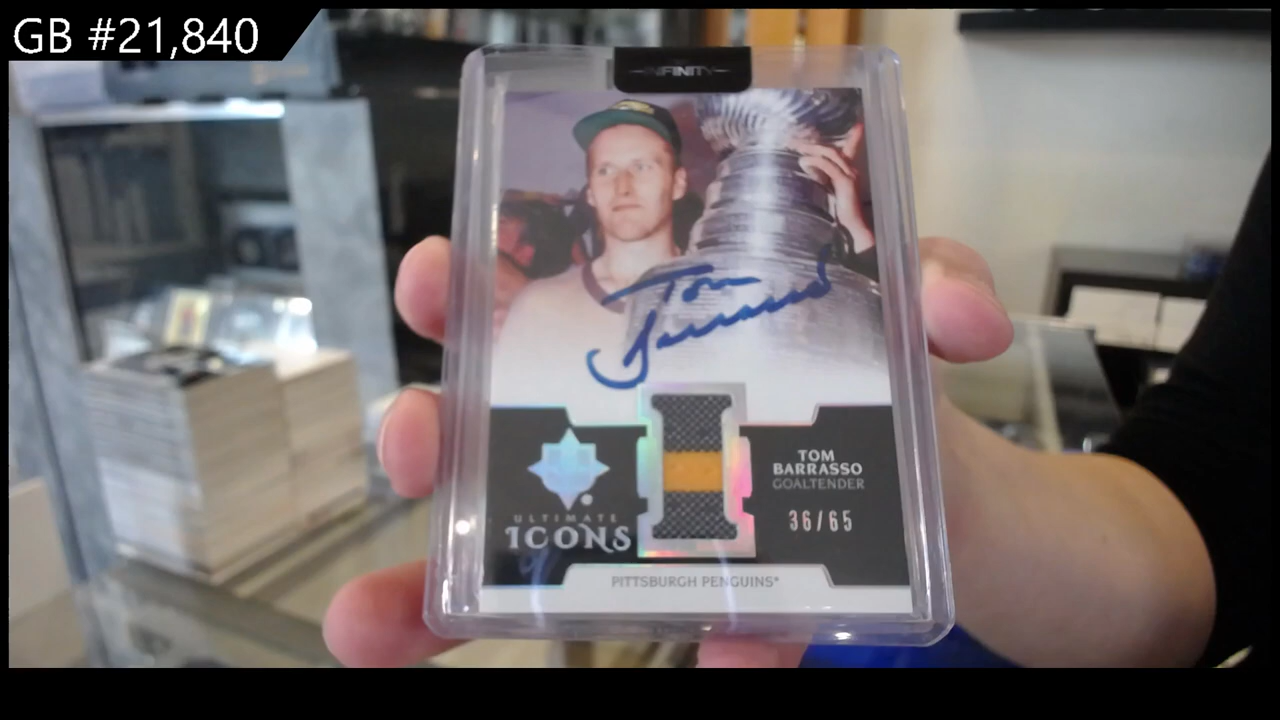 GB #21,840
INFINITY
Tom
Barrasso
ULTIMATE
ICONS
TOM
BARRASSO
GOALTENDER
36/65
PITTSBURGH PENGUINS*